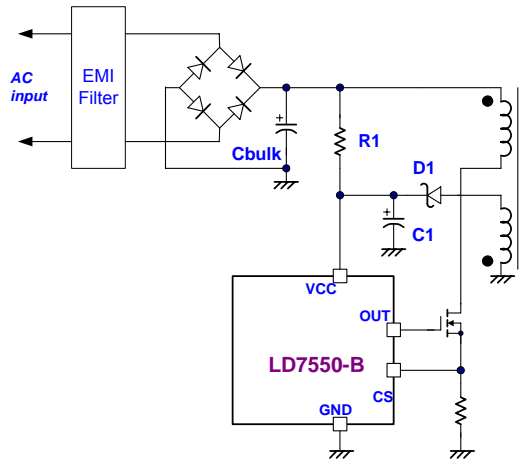 AC
input
EMI
Filter
Cbulk
R1
D1
C1
VCC
OUT
LD7550-B
CS
GND